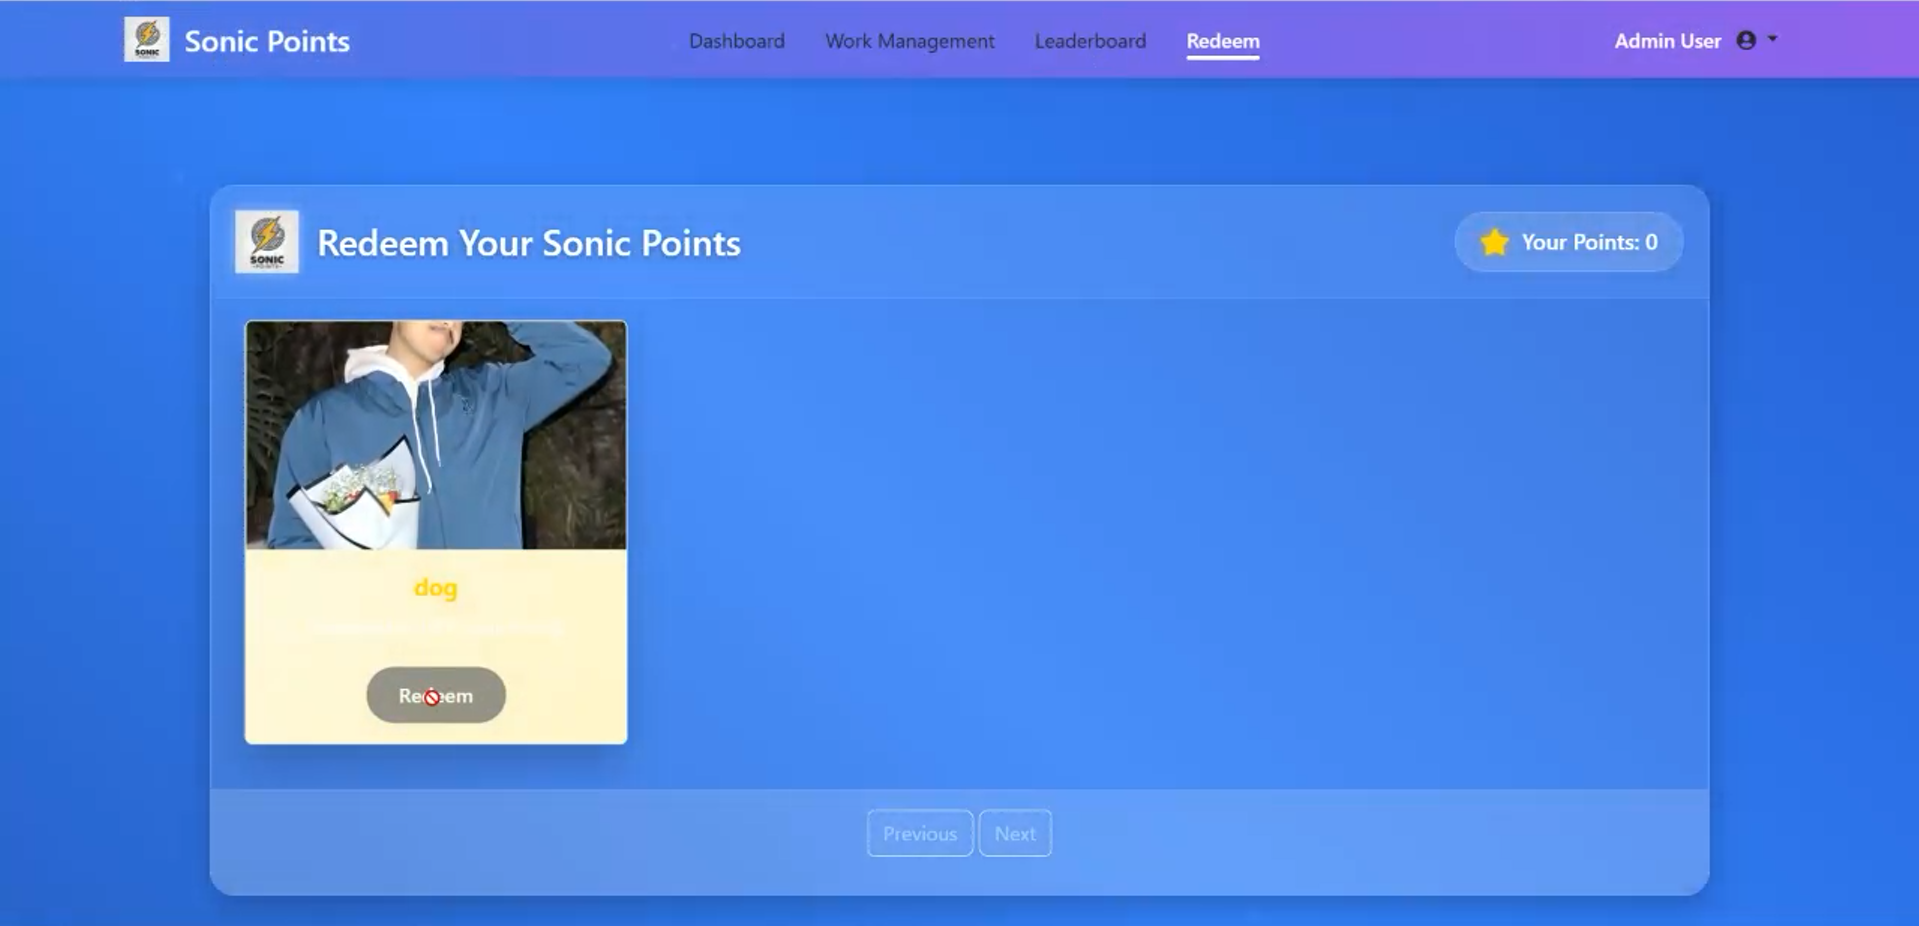 SONIC
Sonic Points
Dashboard
Work Management
Leaderboard
Redeem
Admin User
SONIC
POINTS
Redeem Your Sonic Points
Your Points: 0
dog
Redeem
Previous
Next